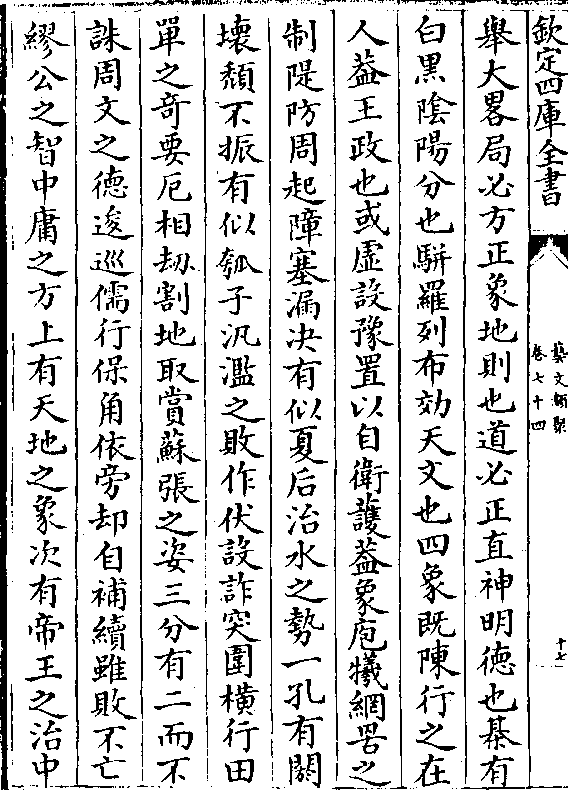 欽定四庫全書
藝文類聚
卷七十四
十七
舉大畧局必方正象地則也道必正直神明德也棊有
白黑陰陽分也駢羅列布効天文也四象既陳行之在
人葢王政也或虛設豫置以自衛護葢象庖犧網罟之
制隄防周起障塞漏决有似夏后治水之勢一孔有闕
壞頽不振有似瓠子汎濫之敗作伏設詐突圍横行田
單之竒要厄相刼割地取賞蘇張之姿三分有二而不
誅周文之德逡巡儒行保角依旁却自補續雖敗不亡
繆公之智中庸之方上有天地之象次有帝王之治中